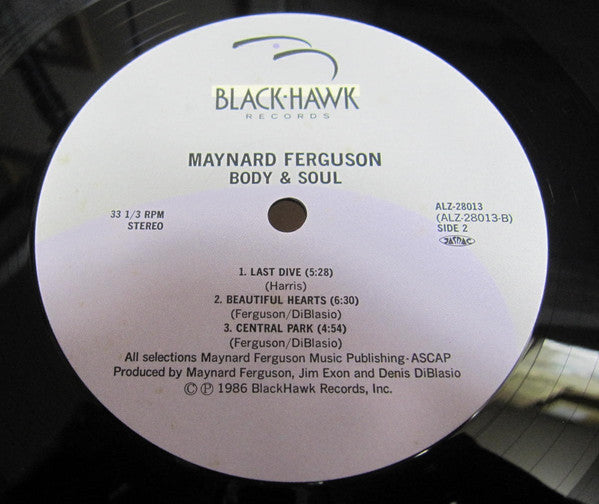 BLACK·HAWK
RECORDS
MAYNARD FERGUSON
BODY & SOUL
33 1/3 RPM
STEREO
ALZ-28013
(ALZ-28013-B)
SIDE 2
JASRAC
1. LAST DIVE (5:28)
(Harris)
2. BEAUTIFUL HEARTS (6:30)
(Ferguson/DiBlasio)
3. CENTRAL PARK (4:54)
(Ferguson/DiBlasio)
All selections Maynard Ferguson Music Publishing-ASCAP
Produced by Maynard Ferguson, Jim Exon and Denis DiBlasio
© ℗ 1986 BlackHawk Records, Inc.